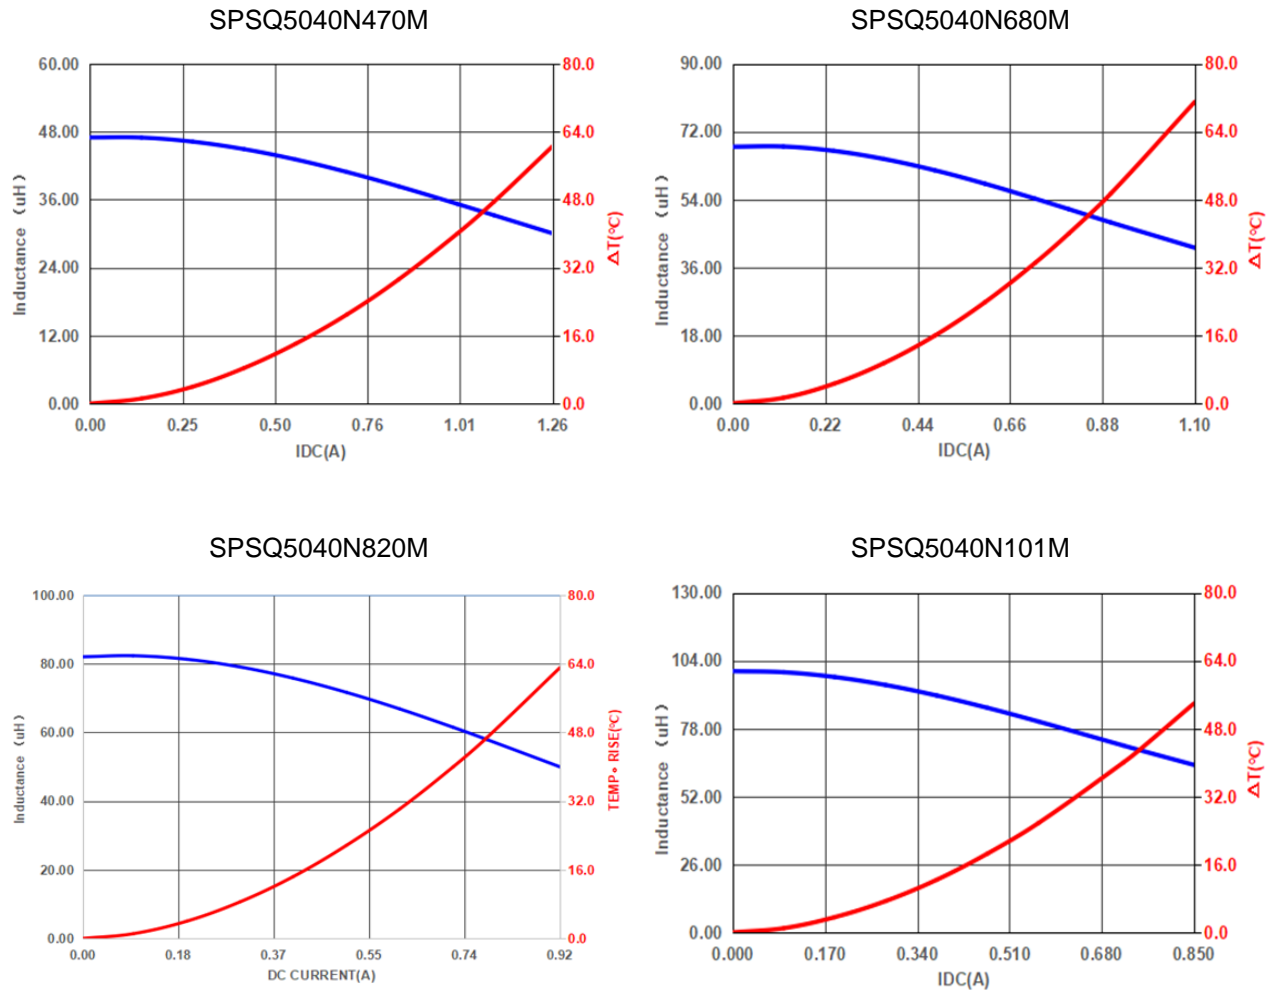 SPSQ5040N470M
60.00
48.00
36.00
24.00
12.00
0.00
80.0
64.0
48.0
32.0
16.0
0.0
0.00 0.25 0.50 0.76 1.01 1.26
IDC(A)
Inductance (uH)
ΔT(℃)
SPSQ5040N680M
90.00
72.00
54.00
36.00
18.00
0.00
80.0
64.0
48.0
32.0
16.0
0.0
0.00 0.22 0.44 0.66 0.88 1.10
IDC(A)
Inductance (uH)
ΔT(℃)
SPSQ5040N820M
100.00
80.00
60.00
40.00
20.00
0.00
80.0
64.0
48.0
32.0
16.0
0.0
0.00 0.18 0.37 0.55 0.74 0.92
DC CURRENT(A)
Inductance (uH)
TEMP。RISE(℃)
SPSQ5040N101M
130.00
104.00
78.00
52.00
26.00
0.00
80.0
64.0
48.0
32.0
16.0
0.0
0.000 0.170 0.340 0.510 0.680 0.850
IDC(A)
Inductance (uH)
ΔT(℃)